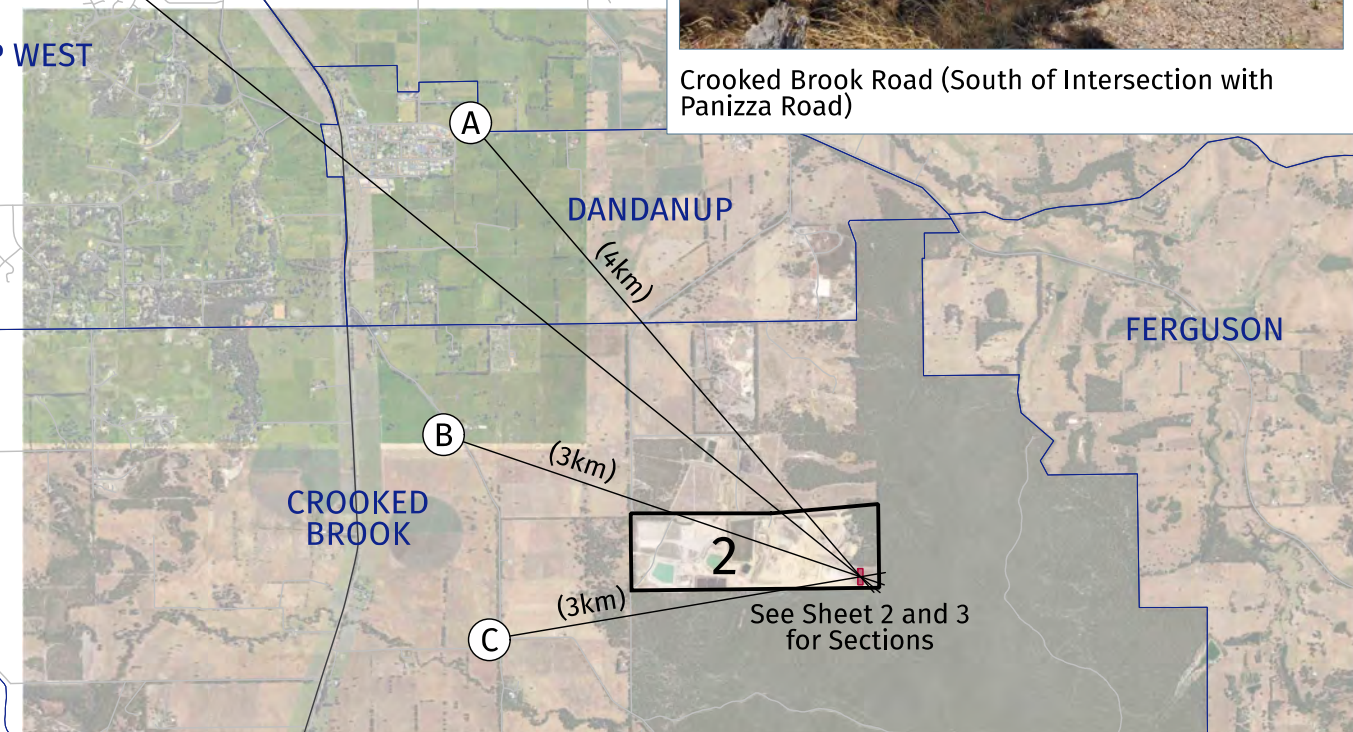 WEST
Crooked Brook Road (South of Intersection with
Panizza Road)
A
DANDANUP
(4km)
FERGUSON
B
(3km)
CROOKED
BROOK
2
(3km)
See Sheet 2 and 3
for Sections
C